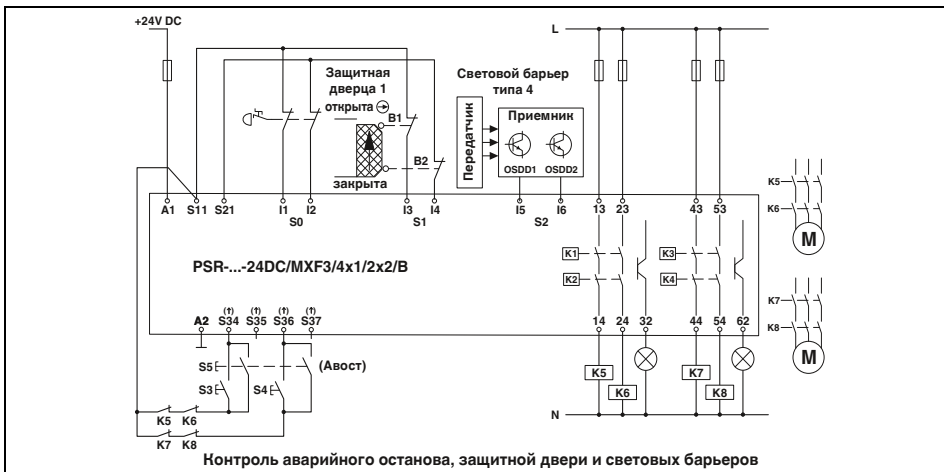 +24V DC
L
Защитная
дверца 1
открыта
B1
B2
закрыта
Световой барьер
типа 4
Передатчик
Приемник
OSDD1 OSDD2
A1 S11 S21 I1 I2 I3 I4 I5 I6 13 23 43 53
S0 S1 S2
PSR-...-24DC/MXF3/4x1/2x2/B
K1 K3
K2 K4
K5
K6
M
K7
K8
M
(↑) (↑) (↑) (↑)
A2 S34 S35 S36 S37 14 24 32 44 54 62
S5 (Авост)
S3 S4
K5 K7
K6 K8
K5 K6
K7 K8
N
Контроль аварийного останова, защитной двери и световых барьеров